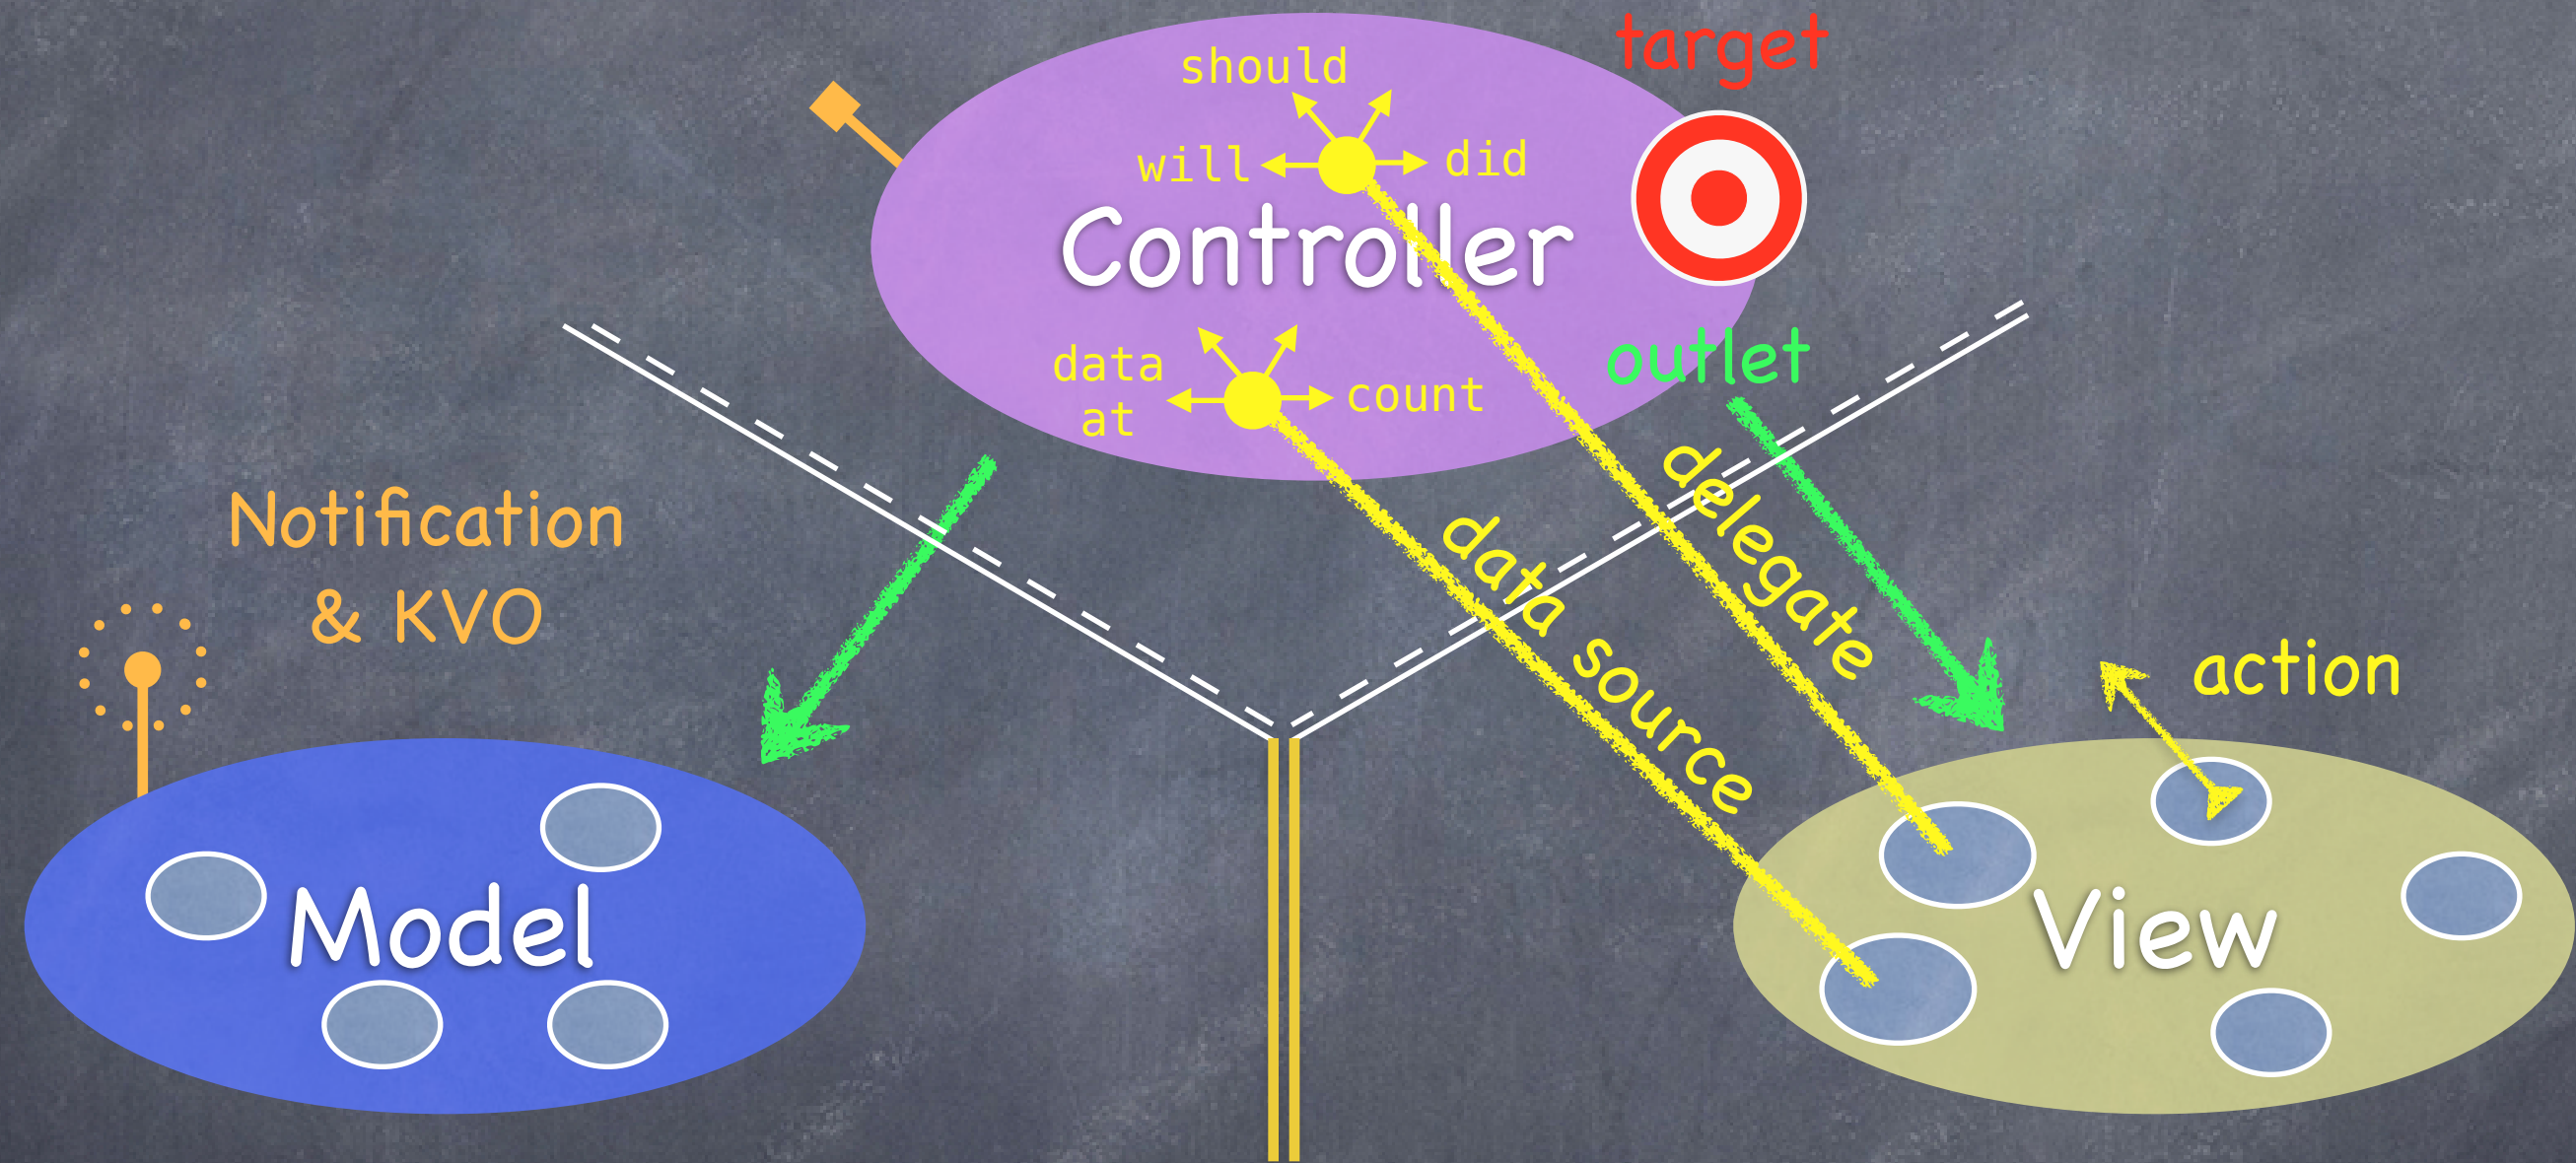 target
should
will
did
Controller
outlet
data
at
count
delegate
data source
Notification
& KVO
action
Model
View